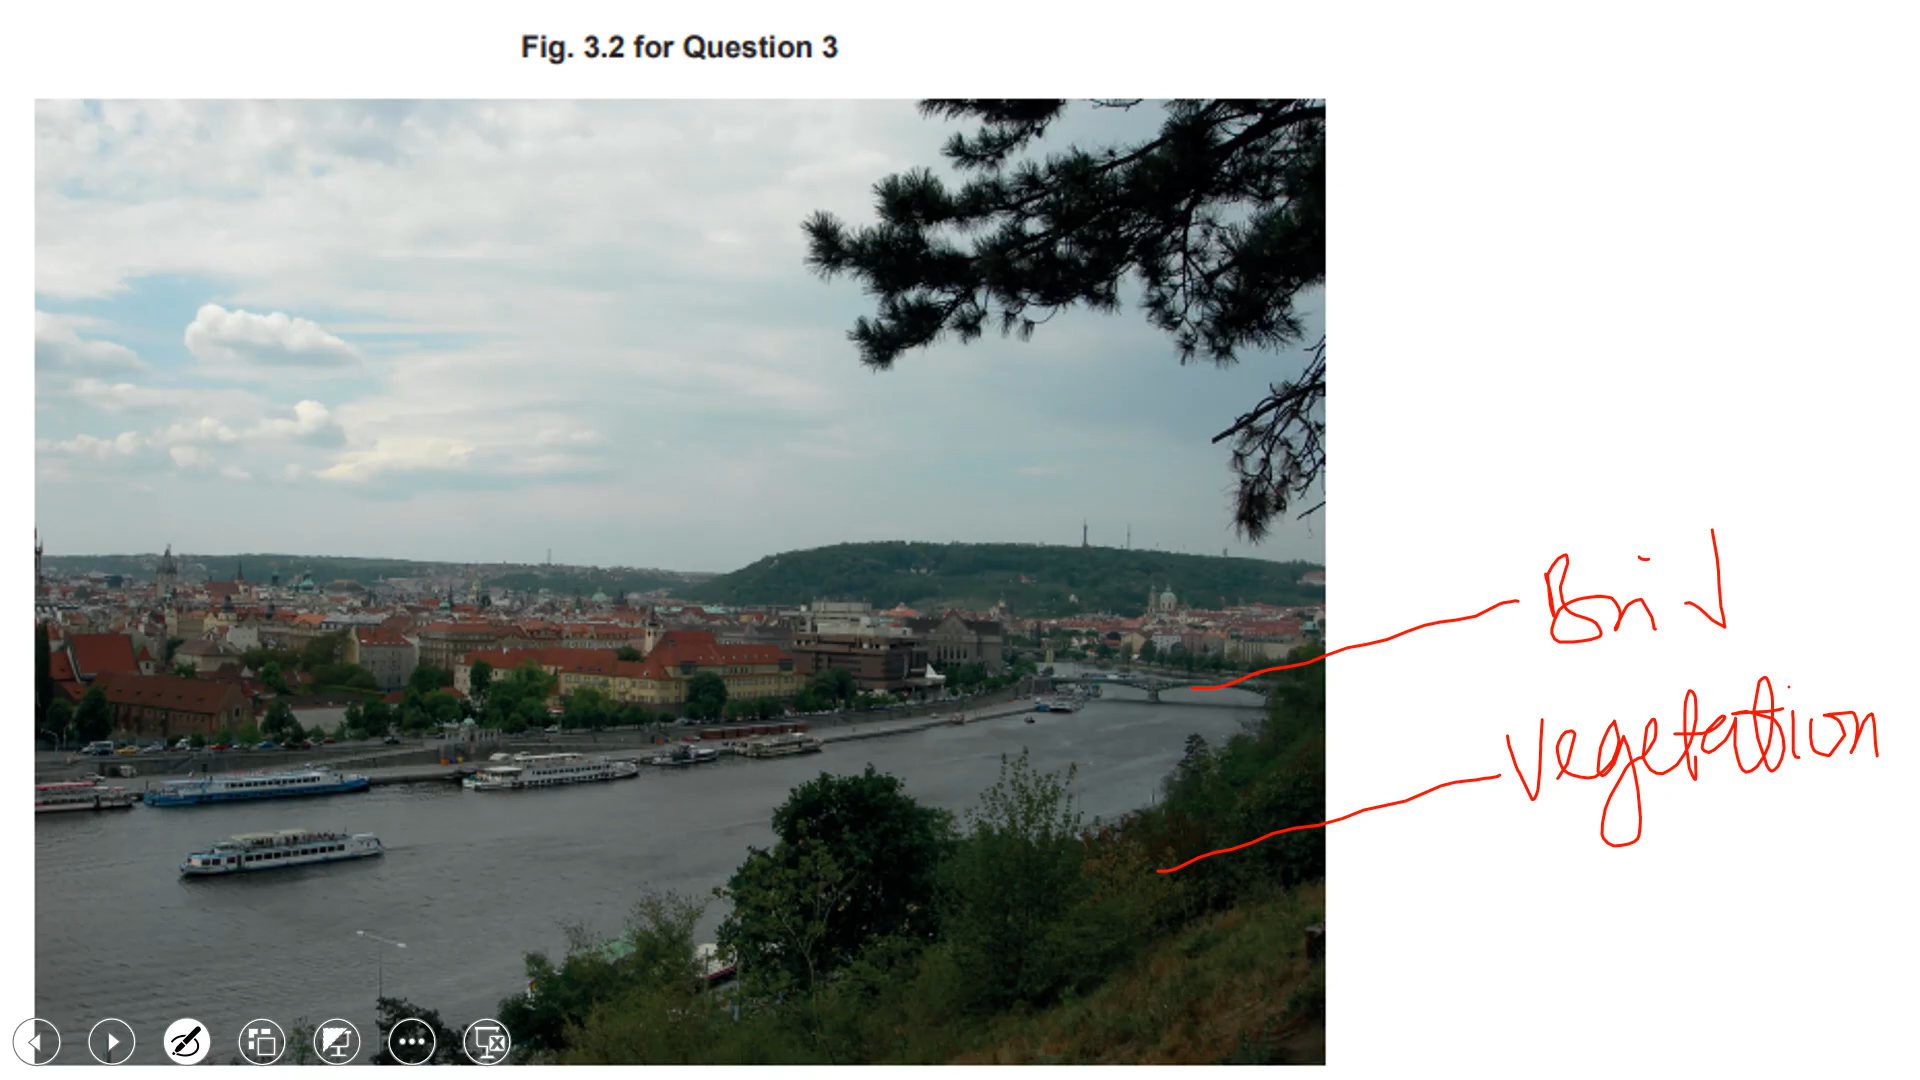 Fig. 3.2 for Question 3
Bri
vegetation